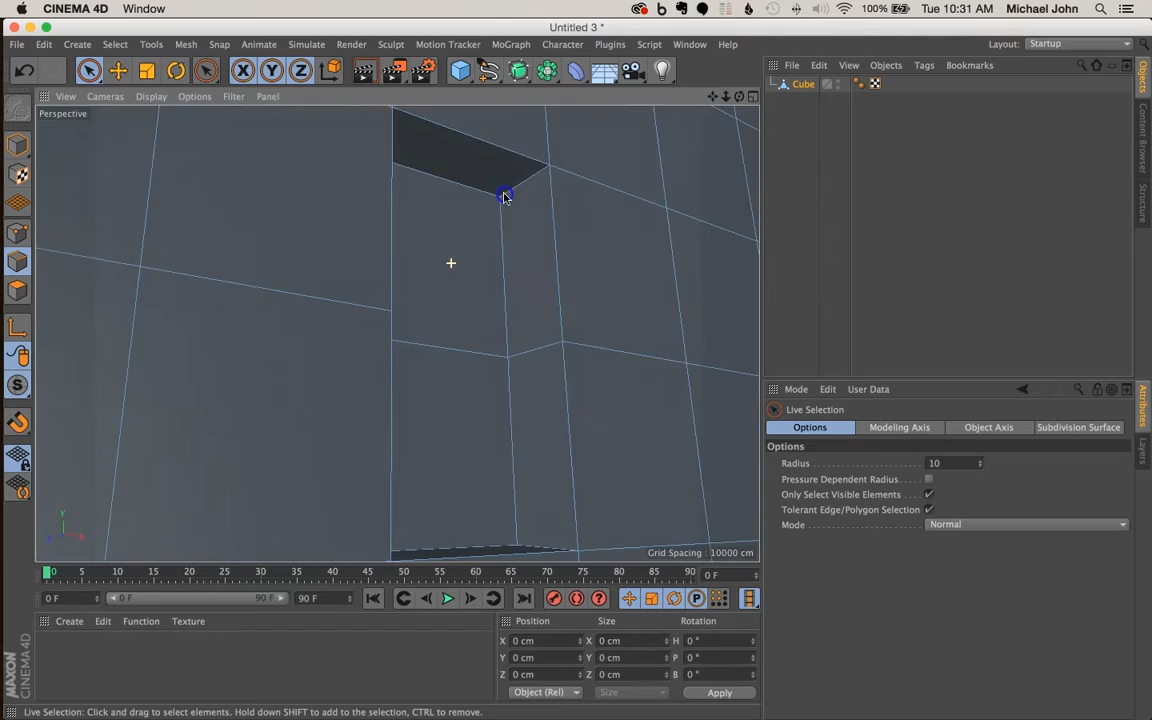 CINEMA 4D Window 100% Tue 10:31 AM Michael John
Untitled 3 *
File Edit Create Select Tools Mesh Snap Animate Simulate Render Sculpt Motion Tracker MoGraph Character Plugins Script Window Help Layout: Startup
X Y Z
File Edit View Objects Tags Bookmarks
Cube
View Cameras Display Options Filter Panel
Perspective
Objects
Content Browser
Structure
Mode Edit User Data
Live Selection
Options Modeling Axis Object Axis Subdivision Surface
Options
Radius 10
Pressure Dependent Radius
Only Select Visible Elements
Tolerant Edge/Polygon Selection
Mode Normal
Attributes
Layers
Y
X
Z
Grid Spacing : 10000 cm
0 5 10 15 20 25 30 35 40 45 50 55 60 65 70 75 80 85 90 0 F
0 F 0 F 90 F 90 F
Create Edit Function Texture
Position Size Rotation
X 0 cm X 0 cm H 0 °
Y 0 cm Y 0 cm P 0 °
Z 0 cm Z 0 cm B 0 °
Object (Rel) Size Apply
MAXON
CINEMA 4D
Live Selection: Click and drag to select elements. Hold down SHIFT to add to the selection, CTRL to remove.